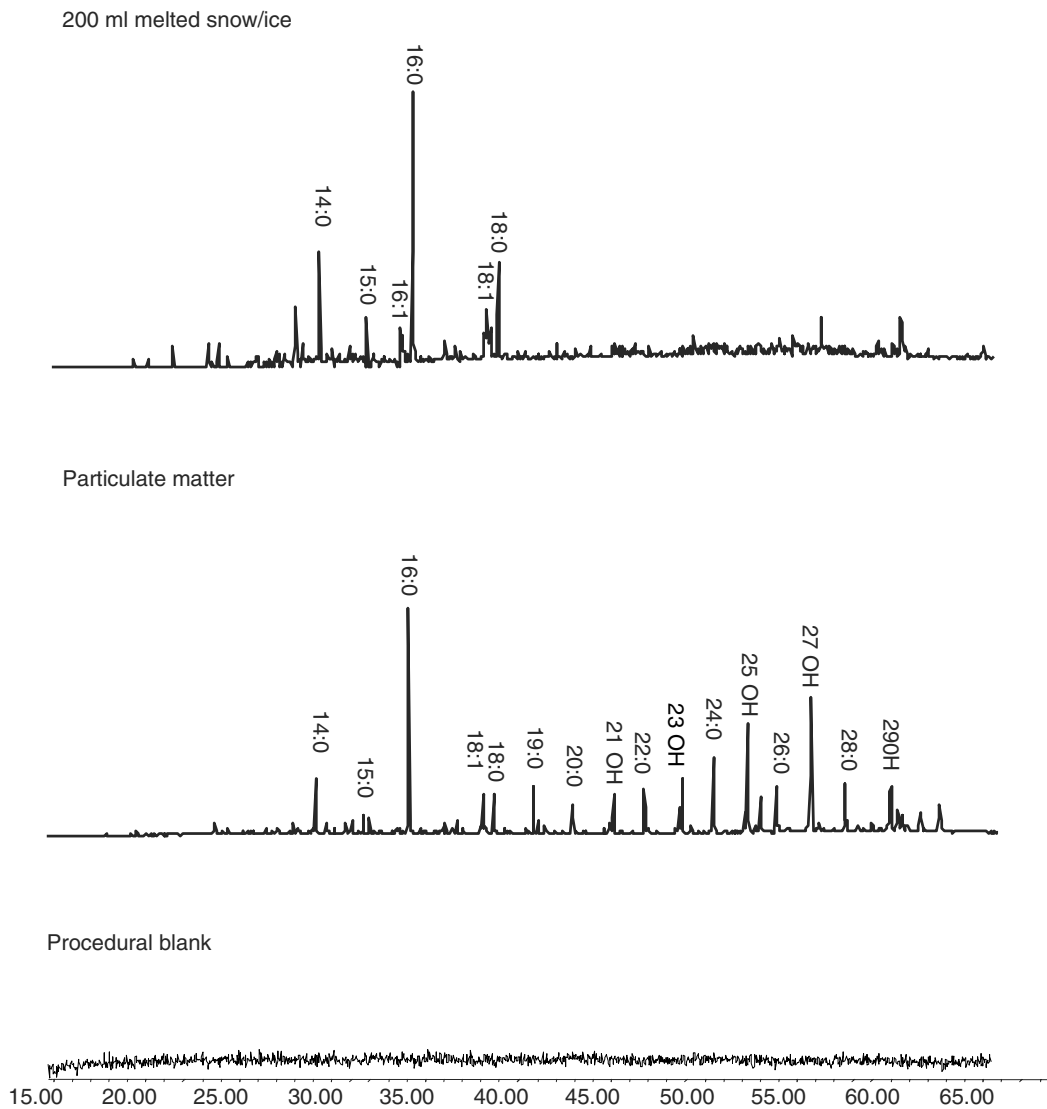 200 ml melted snow/ice
14:0
15:0
16:1
16:0
18:1
18:0
Particulate matter
14:0
15:0
16:0
18:1
18:0
19:0
20:0
21 OH
22:0
23 OH
24:0
25 OH
26:0
27 OH
28:0
290H
Procedural blank
15.00 20.00 25.00 30.00 35.00 40.00 45.00 50.00 55.00 60.00 65.00